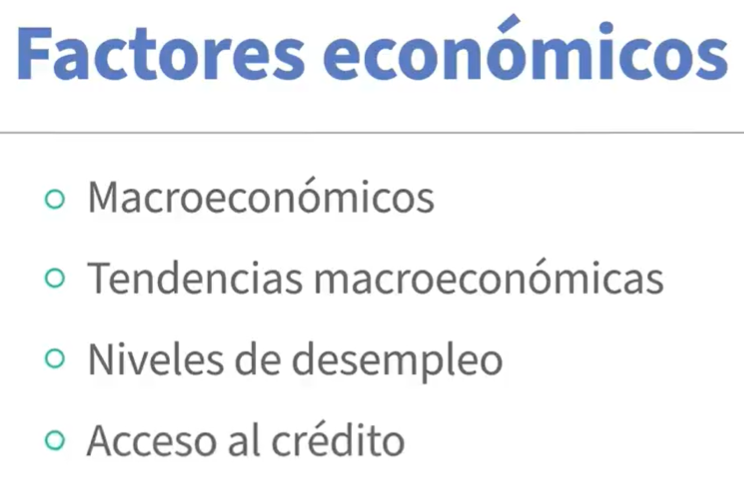 Factores económicos
Macroeconómicos
Tendencias macroeconómicas
Niveles de desempleo
Acceso al crédito